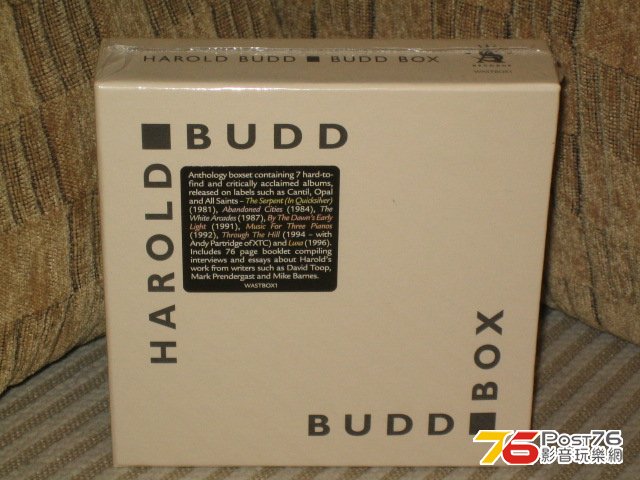 HAROLD BUDD ■ BUDD BOX
RECORDS
WASTBOX1
HAROLD ■ BUDD
Anthology boxset containing 7 hard-to-
find and critically acclaimed albums,
released on labels such as Cantil, Opal
and All Saints – The Serpent (In Quicksilver)
(1981), Abandoned Cities (1984), The
White Arcades (1987), By The Dawn's Early
Light (1991), Music For Three Pianos
(1992), Through The Hill (1994 – with
Andy Partridge of XTC) and Luxa (1996).
Includes 76 page booklet compiling
interviews and essays about Harold's
work from writers such as David Toop,
Mark Prendergast and Mike Barnes.
WASTBOX1
BUDD ■ BOX
76 Post76
影音玩樂網